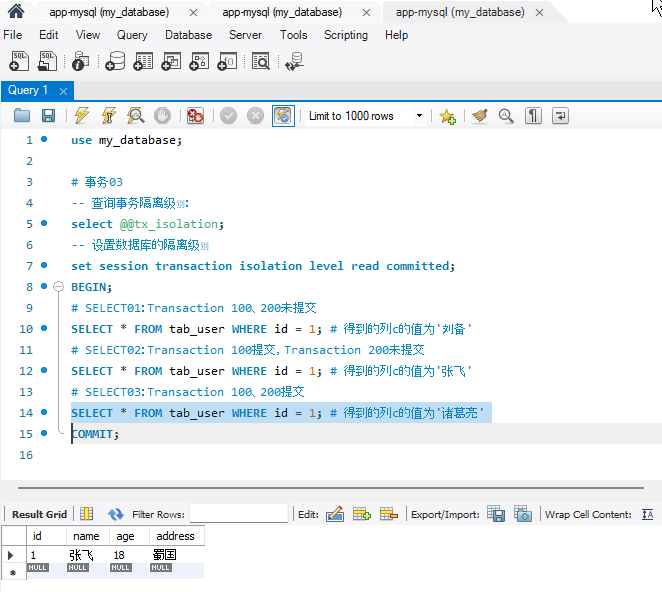 app-mysql (my_database) × app-mysql (my_database) × app-mysql (my_database) ×
File Edit View Query Database Server Tools Scripting Help
Query 1 ×
Limit to 1000 rows
1 use my_database;
2
3 # 事务03
4 -- 查询事务隔离级别:
5 select @@tx_isolation;
6 -- 设置数据库的隔离级别
7 set session transaction isolation level read committed;
8 BEGIN;
9 # SELECT01:Transaction 100、200未提交
10 SELECT * FROM tab_user WHERE id = 1; # 得到的列c的值为'刘备'
11 # SELECT02:Transaction 100提交，Transaction 200未提交
12 SELECT * FROM tab_user WHERE id = 1; # 得到的列c的值为'张飞'
13 # SELECT03:Transaction 100、200提交
14 SELECT * FROM tab_user WHERE id = 1; # 得到的列c的值为'诸葛亮'
15 COMMIT;
16
Result Grid Filter Rows: Edit: Export/Import: Wrap Cell Content:
id name age address
1 张飞 18 蜀国
NULL NULL NULL NULL